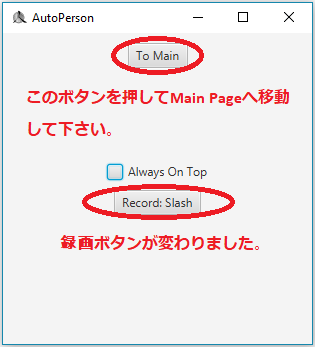 AutoPerson
To Main
このボタンを押してMain Pageへ移動
して下さい。
Always On Top
Record: Slash
録画ボタンが変わりました。